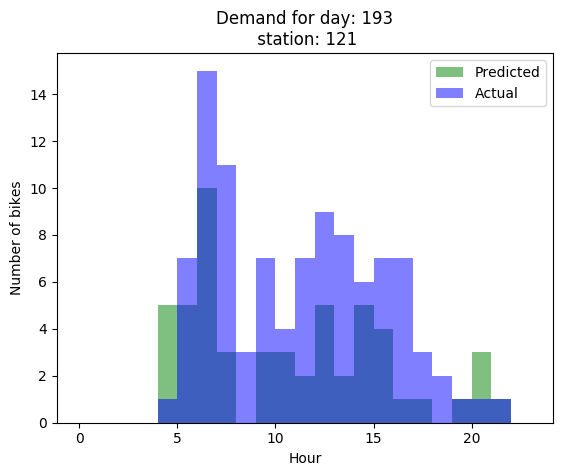 Demand for day: 193
station: 121
Predicted
Actual
Number of bikes
14
12
10
8
6
4
2
0
0 5 10 15 20
Hour